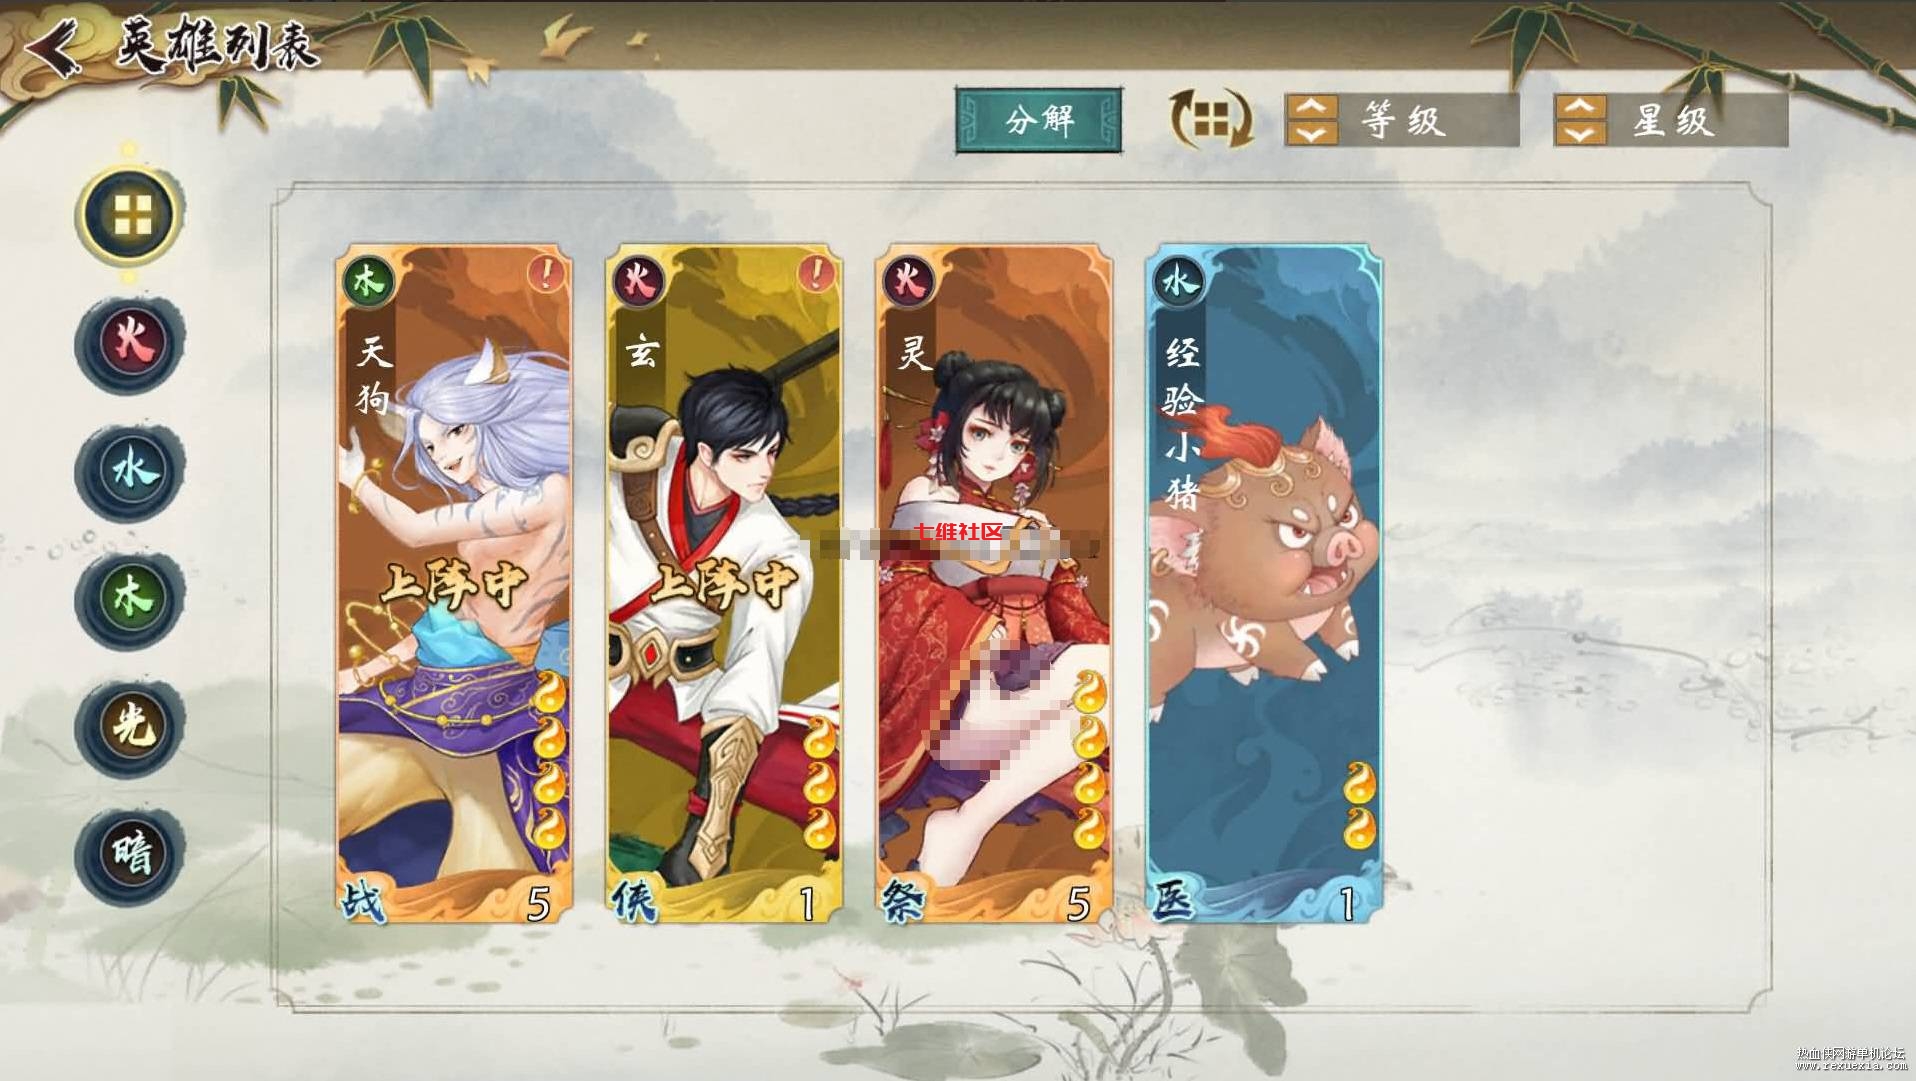 英雄列表
分解
等级
星级
火
水
木
光
暗
木
天狗
上阵中
战
5
火
玄
上阵中
侠
1
火
灵
祭
5
水
经验小猪
医
1
七维社区
热血侠网游单机论坛
www.rexuexia.com